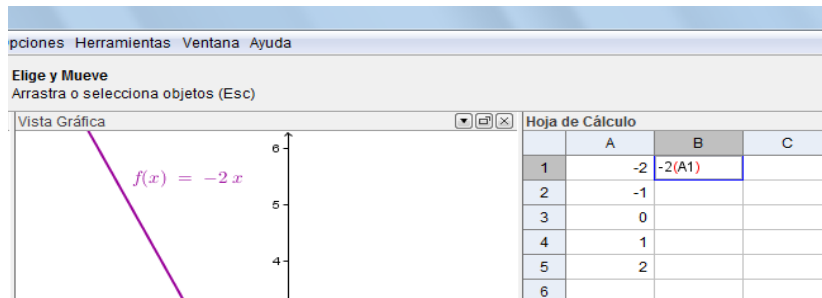 pciones Herramientas Ventana Ayuda
Elige y Mueve
Arrastra o selecciona objetos (Esc)
Vista Gráfica
Hoja de Cálculo
A B C
1 -2 -2(A1)
2 -1
3 0
4 1
5 2
6
f(x) = −2 x
6
5
4